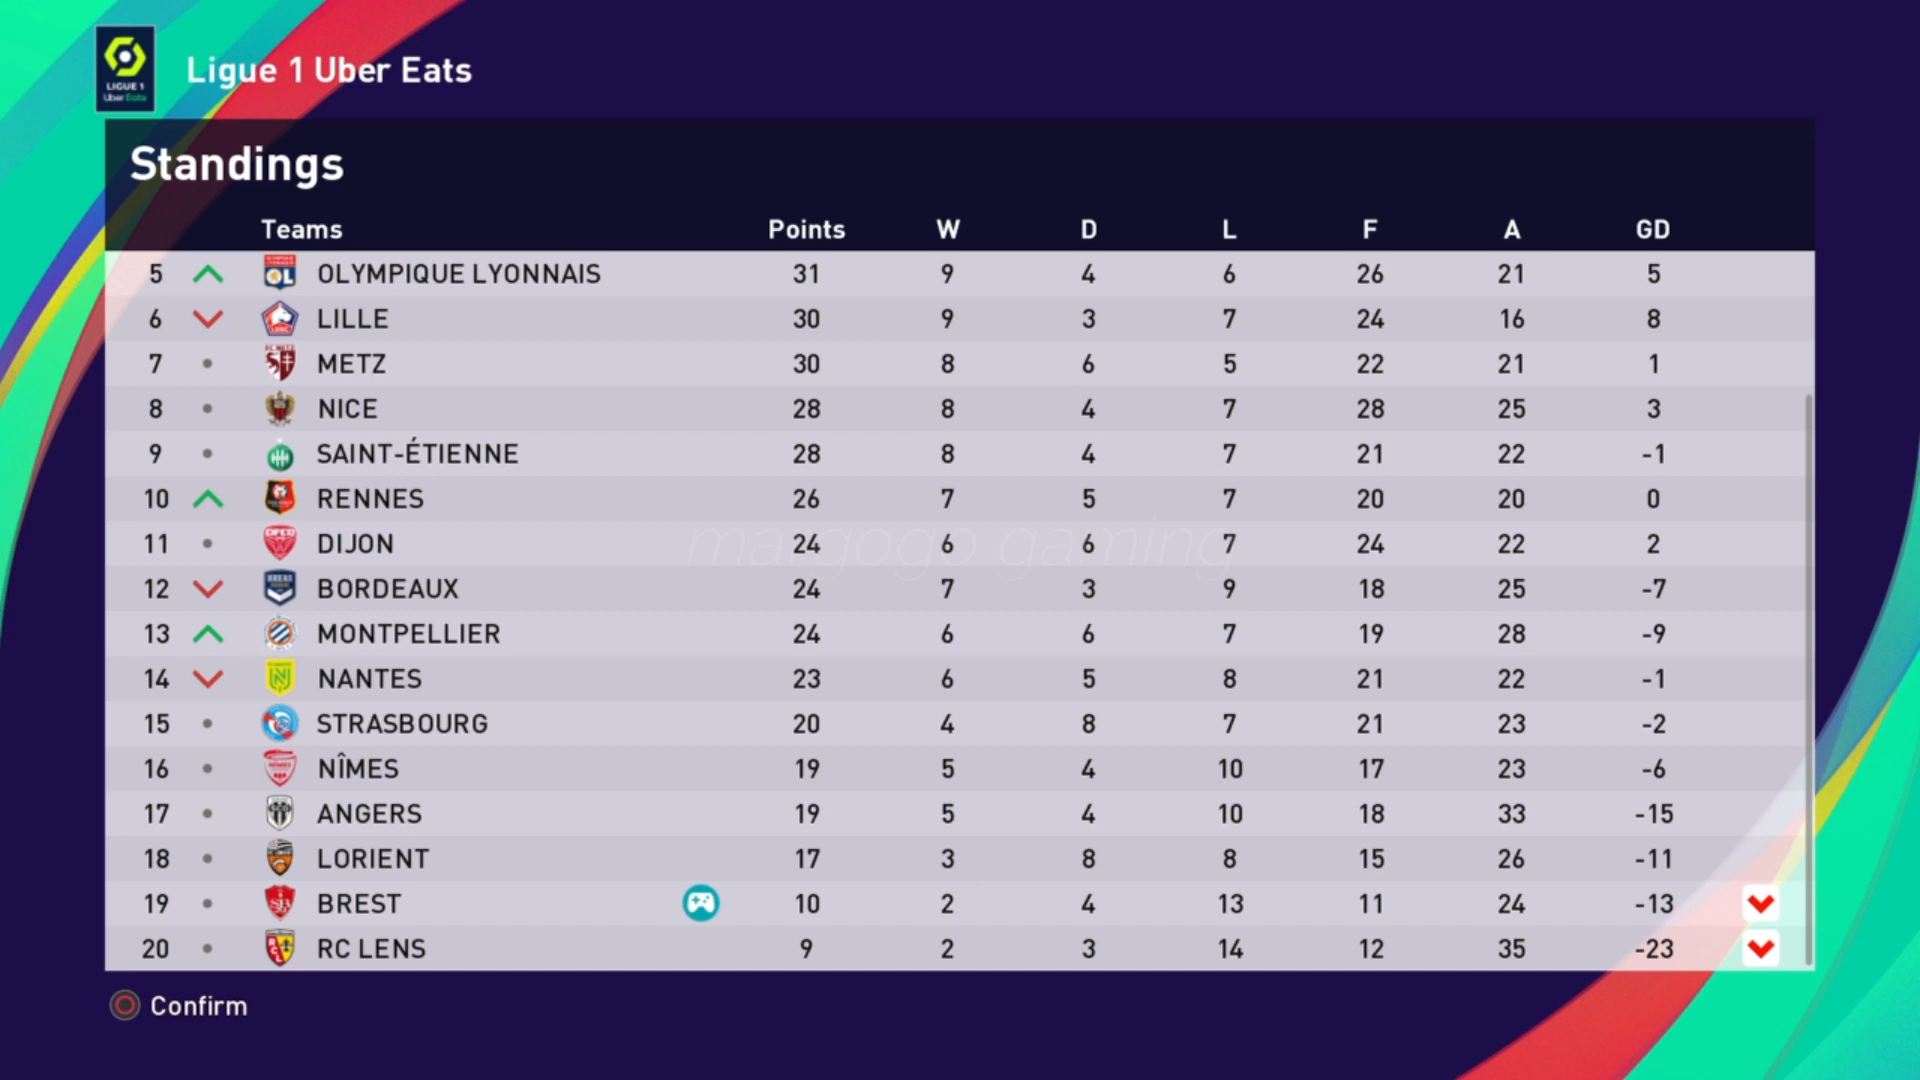 LIGUE 1
Uber Eats
Ligue 1 Uber Eats
Standings
Teams Points W D L F A GD
5 OL OLYMPIQUE LYONNAIS 31 9 4 6 26 21 5
6 LILLE 30 9 3 7 24 16 8
7 METZ 30 8 6 5 22 21 1
8 NICE 28 8 4 7 28 25 3
9 SAINT-ÉTIENNE 28 8 4 7 21 22 -1
10 RENNES 26 7 5 7 20 20 0
11 DFCO DIJON 24 6 6 7 24 22 2
12 BORDEAUX 24 7 3 9 18 25 -7
13 MONTPELLIER 24 6 6 7 19 28 -9
14 NANTES 23 6 5 8 21 22 -1
15 STRASBOURG 20 4 8 7 21 23 -2
16 NÎMES 19 5 4 10 17 23 -6
17 ANGERS 19 5 4 10 18 33 -15
18 LORIENT 17 3 8 8 15 26 -11
19 BREST 10 2 4 13 11 24 -13
20 RC LENS 9 2 3 14 12 35 -23
margogo gaming
Confirm